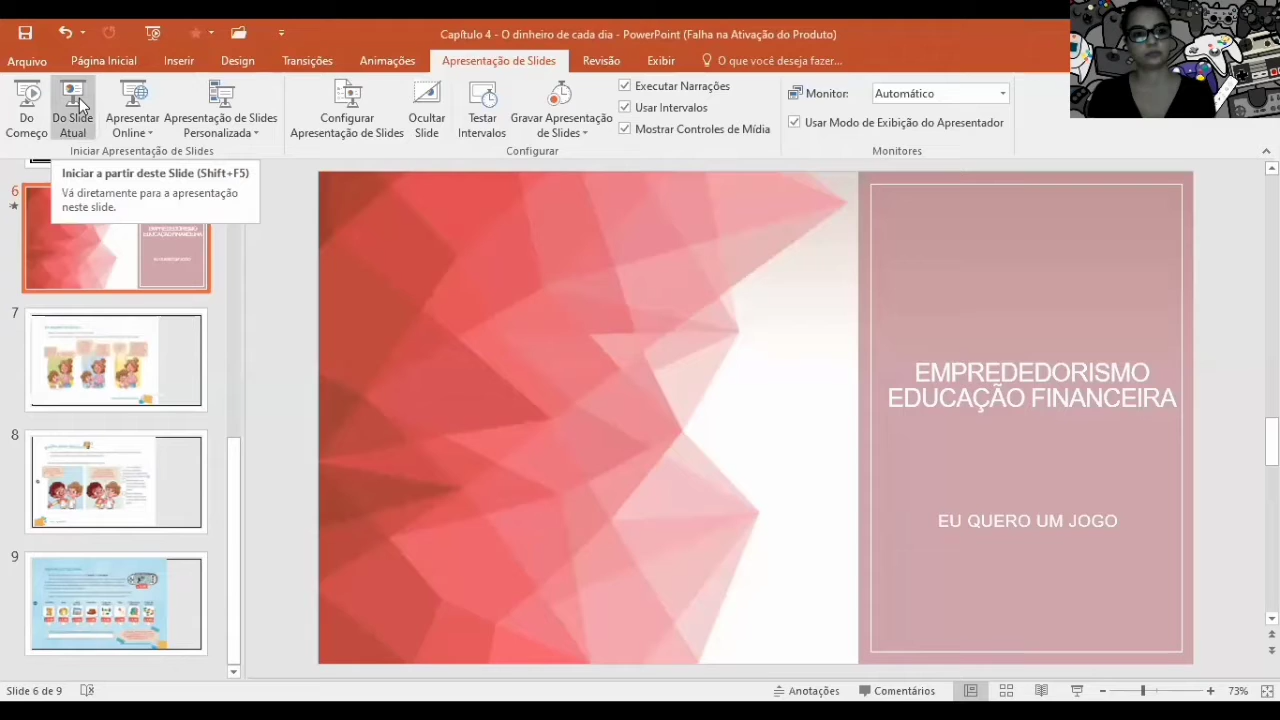 Capítulo 4 - O dinheiro de cada dia - PowerPoint (Falha na Ativação do Produto)
Arquivo Página Inicial Inserir Design Transições Animações Apresentação de Slides Revisão Exibir O que você deseja fazer...
Do Começo
Do Slide Atual
Apresentar Online
Apresentação de Slides Personalizada
Configurar Apresentação de Slides
Ocultar Slide
Testar Intervalos
Gravar Apresentação de Slides
Executar Narrações
Usar Intervalos
Mostrar Controles de Mídia
Monitor: Automático
Usar Modo de Exibição do Apresentador
Iniciar Apresentação de Slides
Configurar
Monitores
Iniciar a partir deste Slide (Shift+F5)
Vá diretamente para a apresentação
neste slide.
6
EMPREDEDORISMO
EDUCAÇÃO FINANCEIRA
7
8
9
EMPREDEDORISMO
EDUCAÇÃO FINANCEIRA
EU QUERO UM JOGO
Slide 6 de 9
Anotações
Comentários
73%